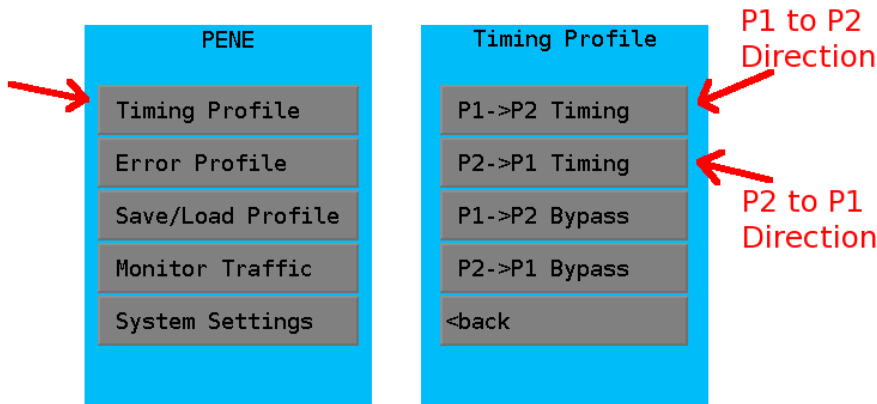 PENE
Timing Profile
Error Profile
Save/Load Profile
Monitor Traffic
System Settings
Timing Profile
P1->P2 Timing
P2->P1 Timing
P1->P2 Bypass
P2->P1 Bypass
<back
P1 to P2
Direction
P2 to P1
Direction